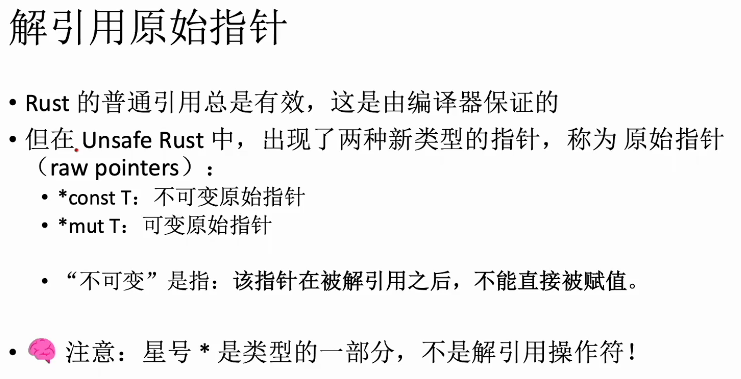 解引用原始指针
• Rust 的普通引用总是有效，这是由编译器保证的
• 但在 Unsafe Rust 中，出现了两种新类型的指针，称为 原始指针
（raw pointers）：
• *const T：不可变原始指针
• *mut T：可变原始指针
• “不可变”是指：该指针在被解引用之后，不能直接被赋值。
• 🧠 注意：星号 * 是类型的一部分，不是解引用操作符！